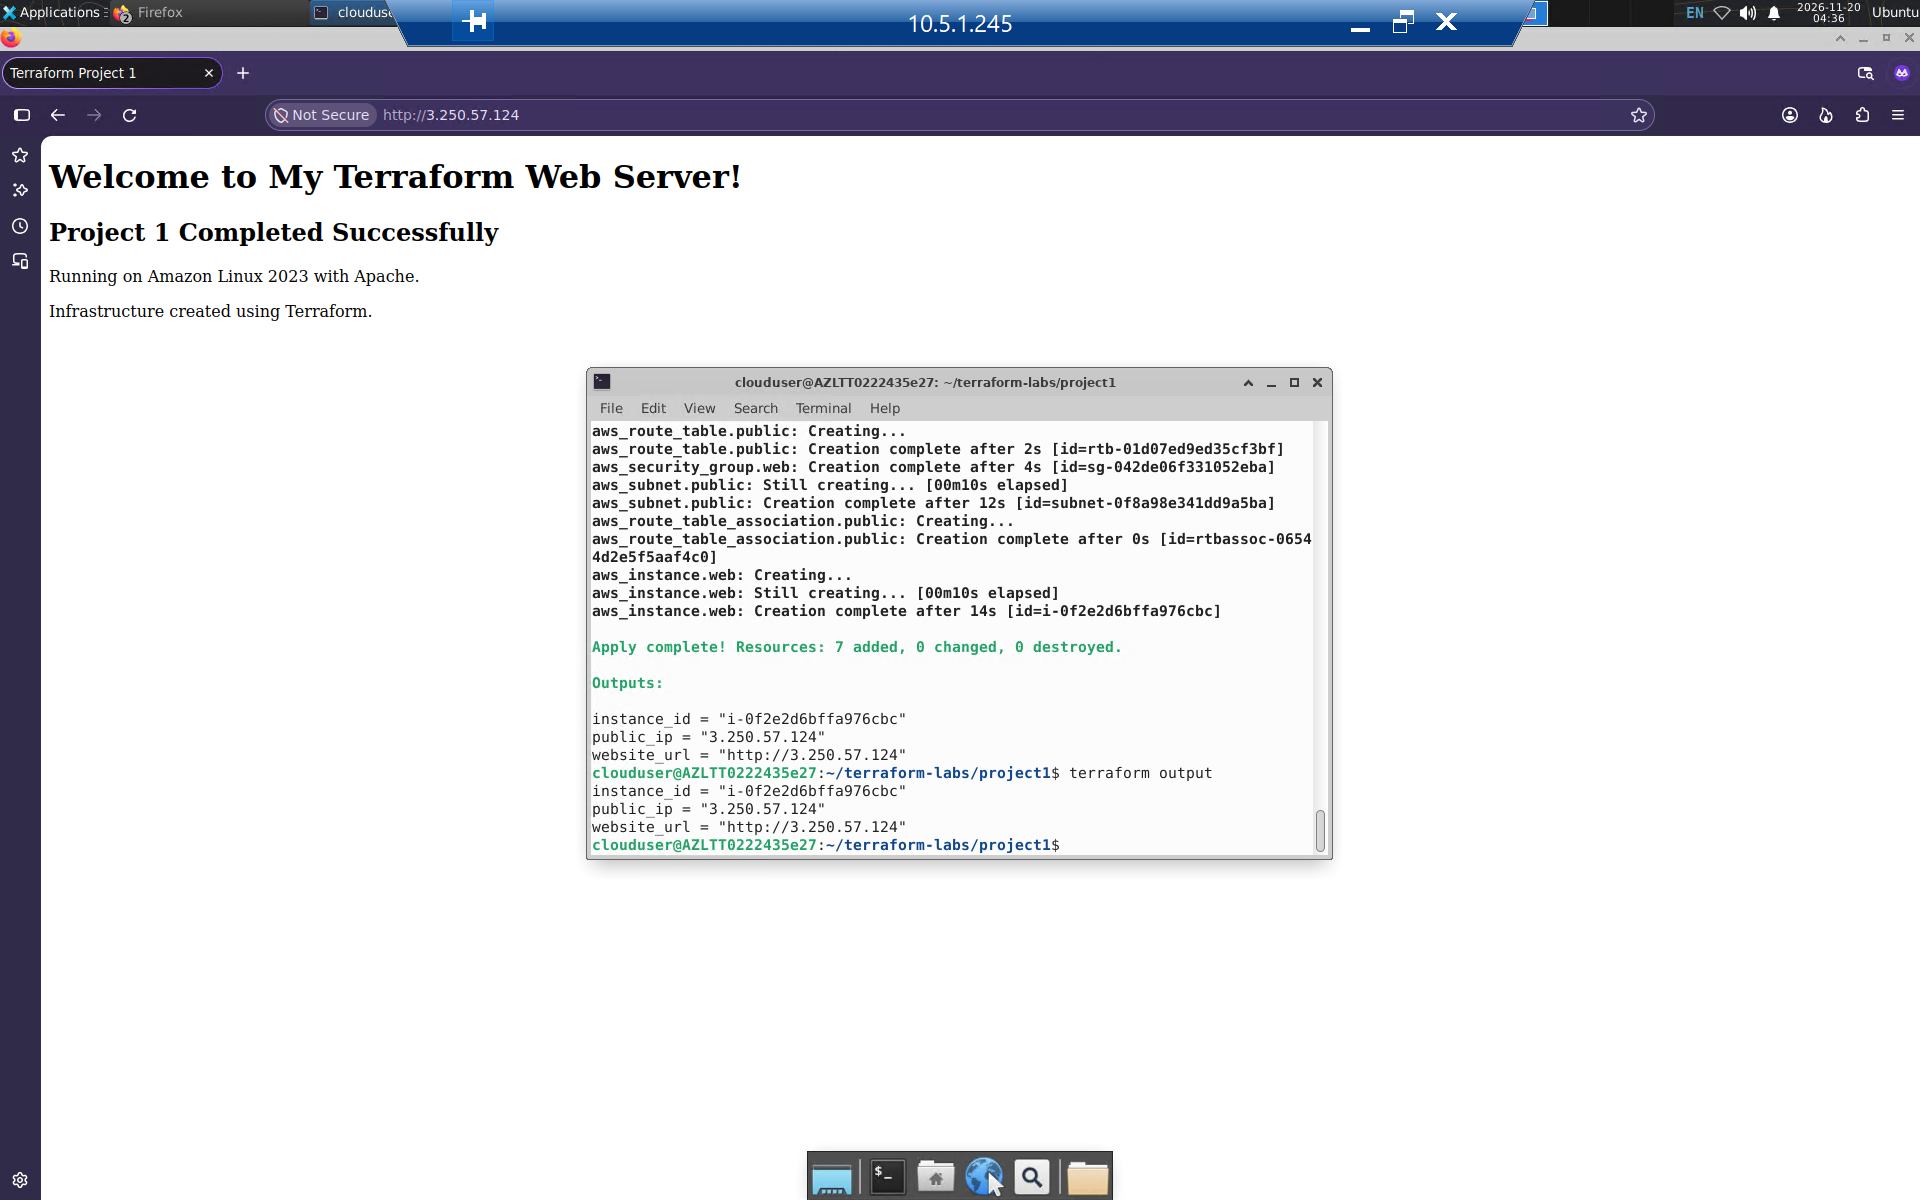 Applications
Firefox
clouduse
10.5.1.245
EN
2026-11-20
04:36
Ubuntu
Terraform Project 1
Not Secure
http://3.250.57.124
Welcome to My Terraform Web Server!
Project 1 Completed Successfully
Running on Amazon Linux 2023 with Apache.
Infrastructure created using Terraform.
clouduser@AZLTT0222435e27: ~/terraform-labs/project1
File Edit View Search Terminal Help
aws_route_table.public: Creating...
aws_route_table.public: Creation complete after 2s [id=rtb-01d07ed9ed35cf3bf]
aws_security_group.web: Creation complete after 4s [id=sg-042de06f331052eba]
aws_subnet.public: Still creating... [00m10s elapsed]
aws_subnet.public: Creation complete after 12s [id=subnet-0f8a98e341dd9a5ba]
aws_route_table_association.public: Creating...
aws_route_table_association.public: Creation complete after 0s [id=rtbassoc-0654
4d2e5f5aaf4c0]
aws_instance.web: Creating...
aws_instance.web: Still creating... [00m10s elapsed]
aws_instance.web: Creation complete after 14s [id=i-0f2e2d6bffa976cbc]
Apply complete! Resources: 7 added, 0 changed, 0 destroyed.
Outputs:
instance_id = "i-0f2e2d6bffa976cbc"
public_ip = "3.250.57.124"
website_url = "http://3.250.57.124"
clouduser@AZLTT0222435e27:~/terraform-labs/project1$ terraform output
instance_id = "i-0f2e2d6bffa976cbc"
public_ip = "3.250.57.124"
website_url = "http://3.250.57.124"
clouduser@AZLTT0222435e27:~/terraform-labs/project1$